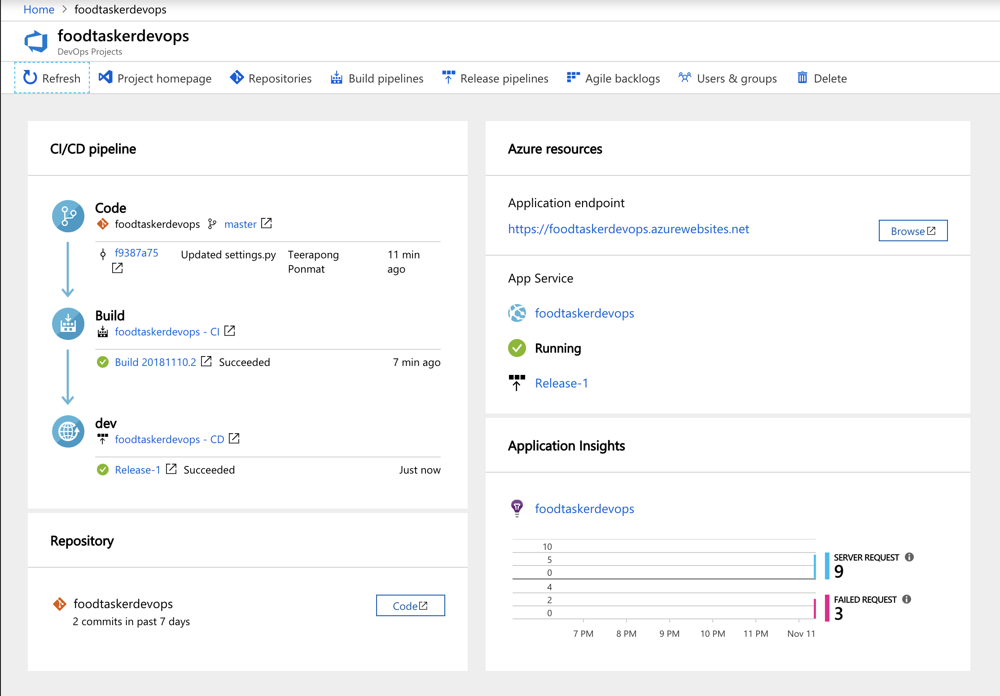 Home > foodtaskerdevops
foodtaskerdevops
DevOps Projects
Refresh
Project homepage
Repositories
Build pipelines
Release pipelines
Agile backlogs
Users & groups
Delete
CI/CD pipeline
Code
foodtaskerdevops master
f9387a75 Updated settings.py Teerapong Ponmat 11 min ago
Build
foodtaskerdevops - CI
Build 20181110.2 Succeeded 7 min ago
dev
foodtaskerdevops - CD
Release-1 Succeeded Just now
Repository
foodtaskerdevops
2 commits in past 7 days
Code
Azure resources
Application endpoint
https://foodtaskerdevops.azurewebsites.net
Browse
App Service
foodtaskerdevops
Running
Release-1
Application Insights
foodtaskerdevops
10
5
0
4
2
0
7 PM 8 PM 9 PM 10 PM 11 PM Nov 11
SERVER REQUEST
9
FAILED REQUEST
3